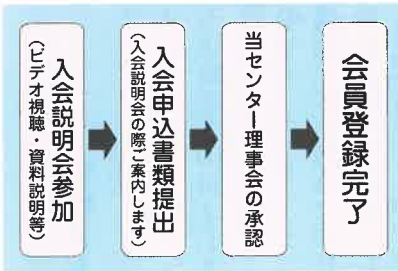 入会説明会参加
（ビデオ視聴・資料説明等）
入会申込書類提出
（入会説明会の際ご案内します）
当センター理事会の承認
会員登録完了